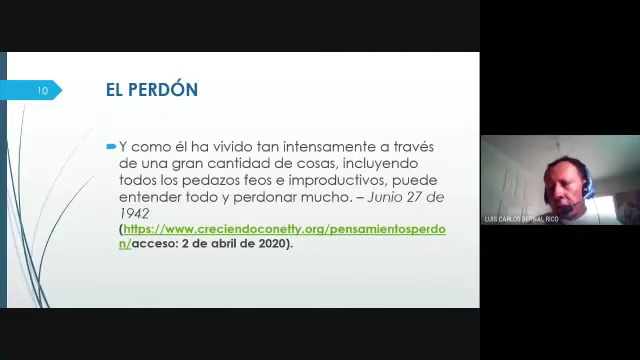 10
EL PERDÓN
Y como él ha vivido tan intensamente a través
de una gran cantidad de cosas, incluyendo
todos los pedazos feos e improductivos, puede
entender todo y perdonar mucho. – Junio 27 de
1942
(https://www.creciendoconetty.org/pensamientosperdo
n/acceso: 2 de abril de 2020).
LUIS CARLOS BERNAL RICO